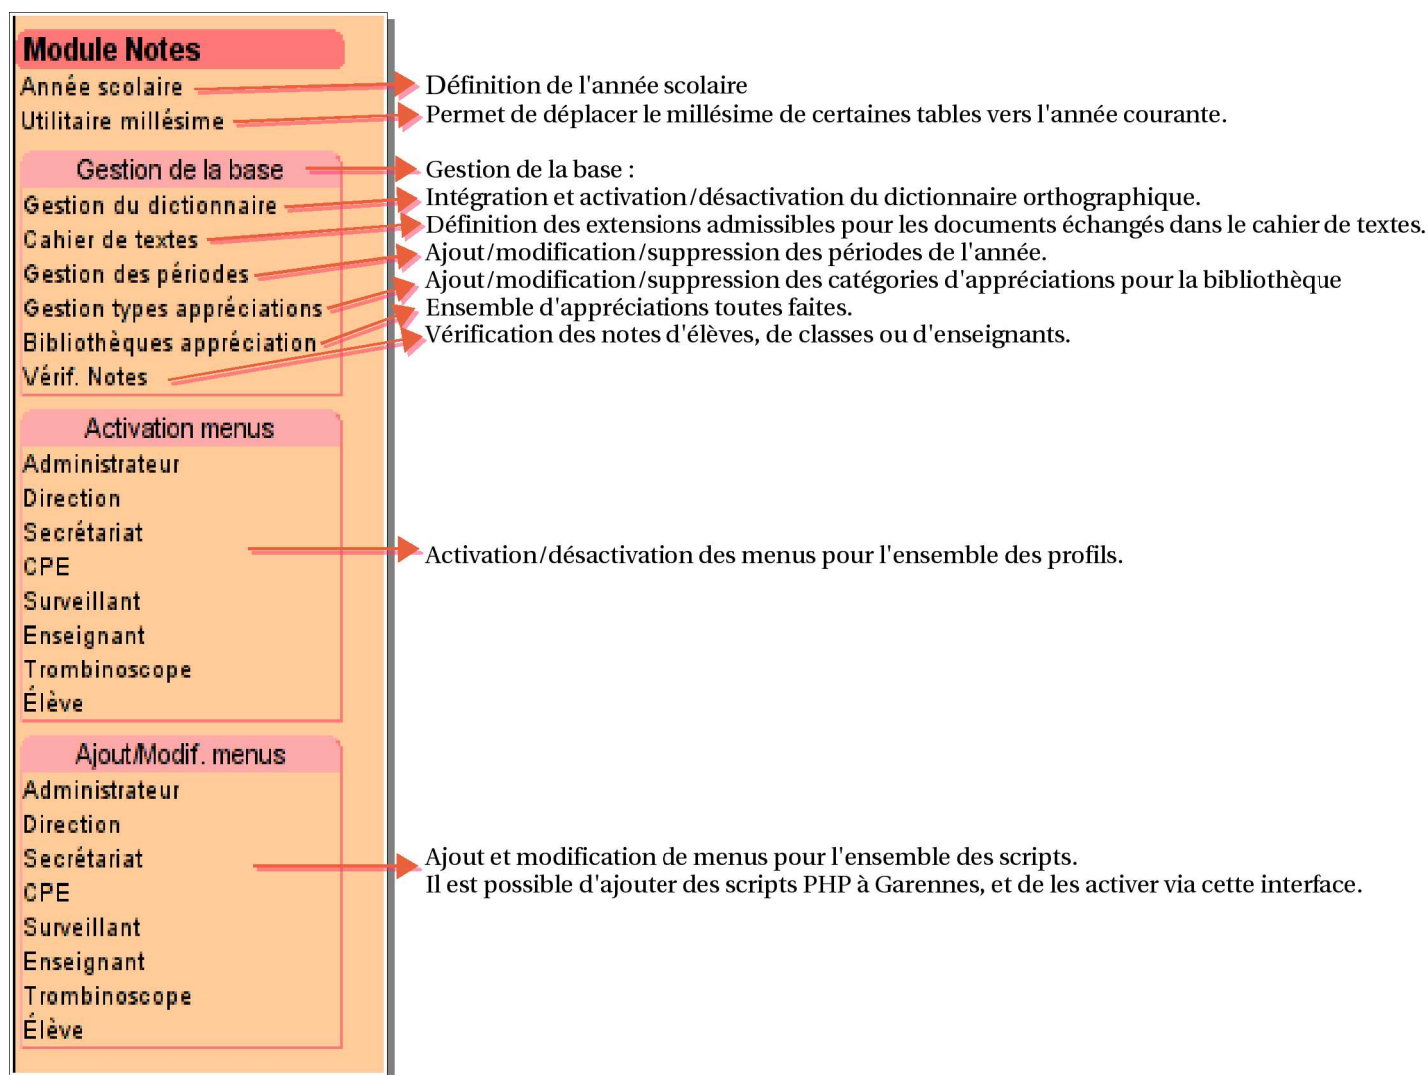 Module Notes
Année scolaire
Définition de l'année scolaire
Utilitaire millésime
Permet de déplacer le millésime de certaines tables vers l'année courante.
Gestion de la base
Gestion de la base :
Gestion du dictionnaire
Intégration et activation/désactivation du dictionnaire orthographique.
Cahier de textes
Définition des extensions admissibles pour les documents échangés dans le cahier de textes.
Gestion des périodes
Ajout/modification/suppression des périodes de l'année.
Gestion types appréciations
Ajout/modification/suppression des catégories d'appréciations pour la bibliothèque
Bibliothèques appréciation
Ensemble d'appréciations toutes faites.
Vérif. Notes
Vérification des notes d'élèves, de classes ou d'enseignants.
Activation menus
Administrateur
Direction
Secrétariat
CPE
Surveillant
Enseignant
Trombinoscope
Élève
Activation/désactivation des menus pour l'ensemble des profils.
Ajout/Modif. menus
Administrateur
Direction
Secrétariat
CPE
Surveillant
Enseignant
Trombinoscope
Élève
Ajout et modification de menus pour l'ensemble des scripts.
Il est possible d'ajouter des scripts PHP à Garennes, et de les activer via cette interface.